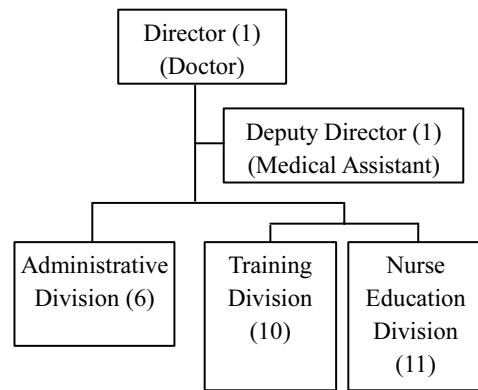 Director (1)
(Doctor)
Deputy Director (1)
(Medical Assistant)
Administrative
Division (6)
Training
Division
(10)
Nurse
Education
Division
(11)